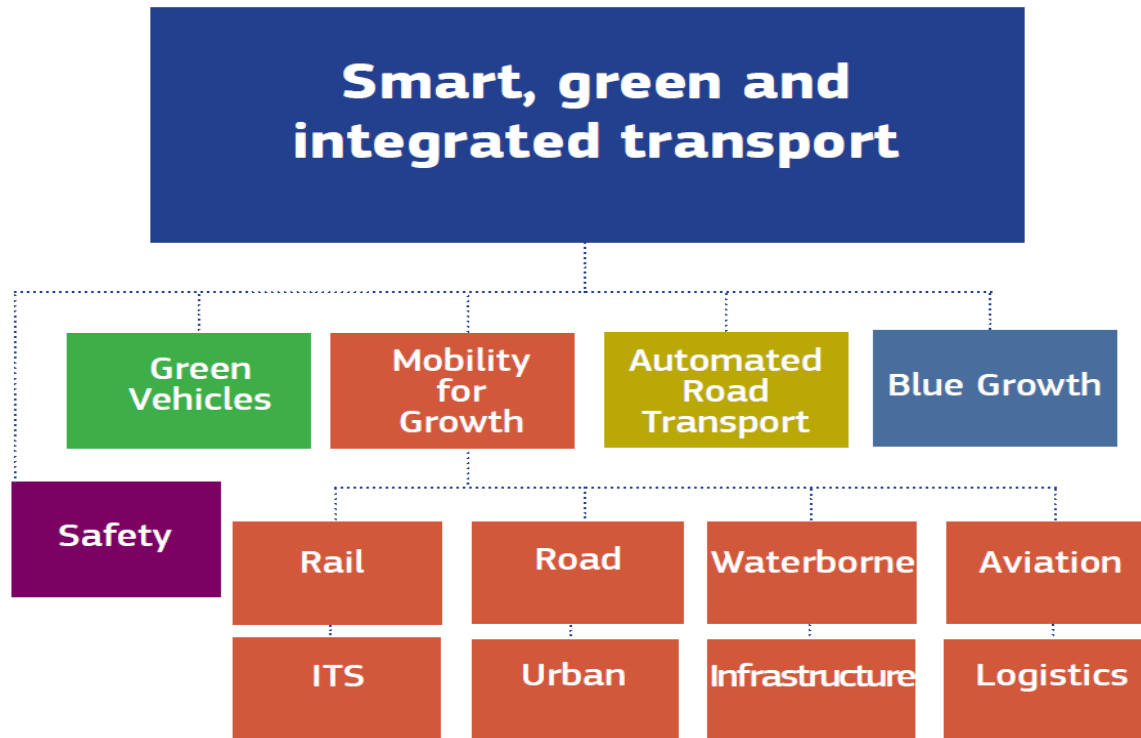 Smart, green and
integrated transport
Green
Vehicles
Mobility
for
Growth
Automated
Road
Transport
Blue Growth
Safety
Rail
Road
Waterborne
Aviation
ITS
Urban
Infrastructure
Logistics